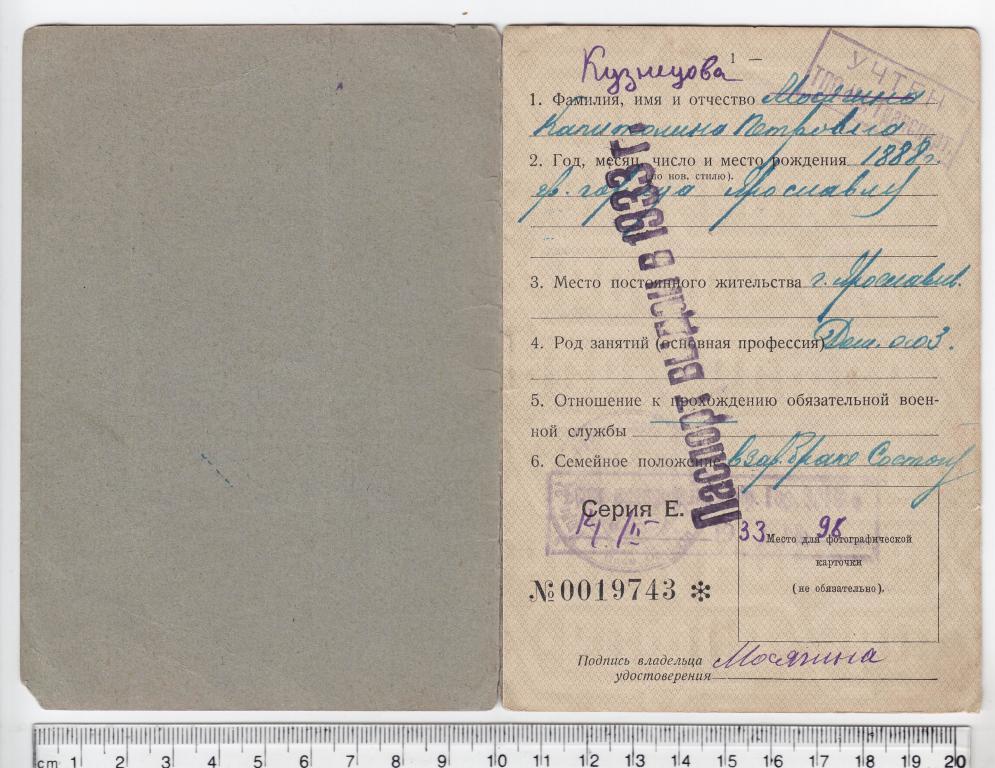 1 —
Кузнецова
УЧТЕН
1. Фамилия, имя и отчество Мосягина
Капитолина Петровна
2. Год, месяц, число и место рождения 1888 г.
(по нов. стилю).
Ярославля
3. Место постоянного жительства г. Ярославль.
4. Род занятий (основная профессия) Дом. хоз.
5. Отношение к прохождению обязательной воен-
ной службы
6. Семейное положение в зар. браке состоит
Паспорт выдан в 1933 г.
Серия Е.
33 98
Место для фотографической
карточки
(не обязательно).
№ 0019743 *
Подпись владельца Мосягина
удостоверения
cm 1 2 3 4 5 6 7 8 9 10 11 12 13 14 15 16 17 18 19 20